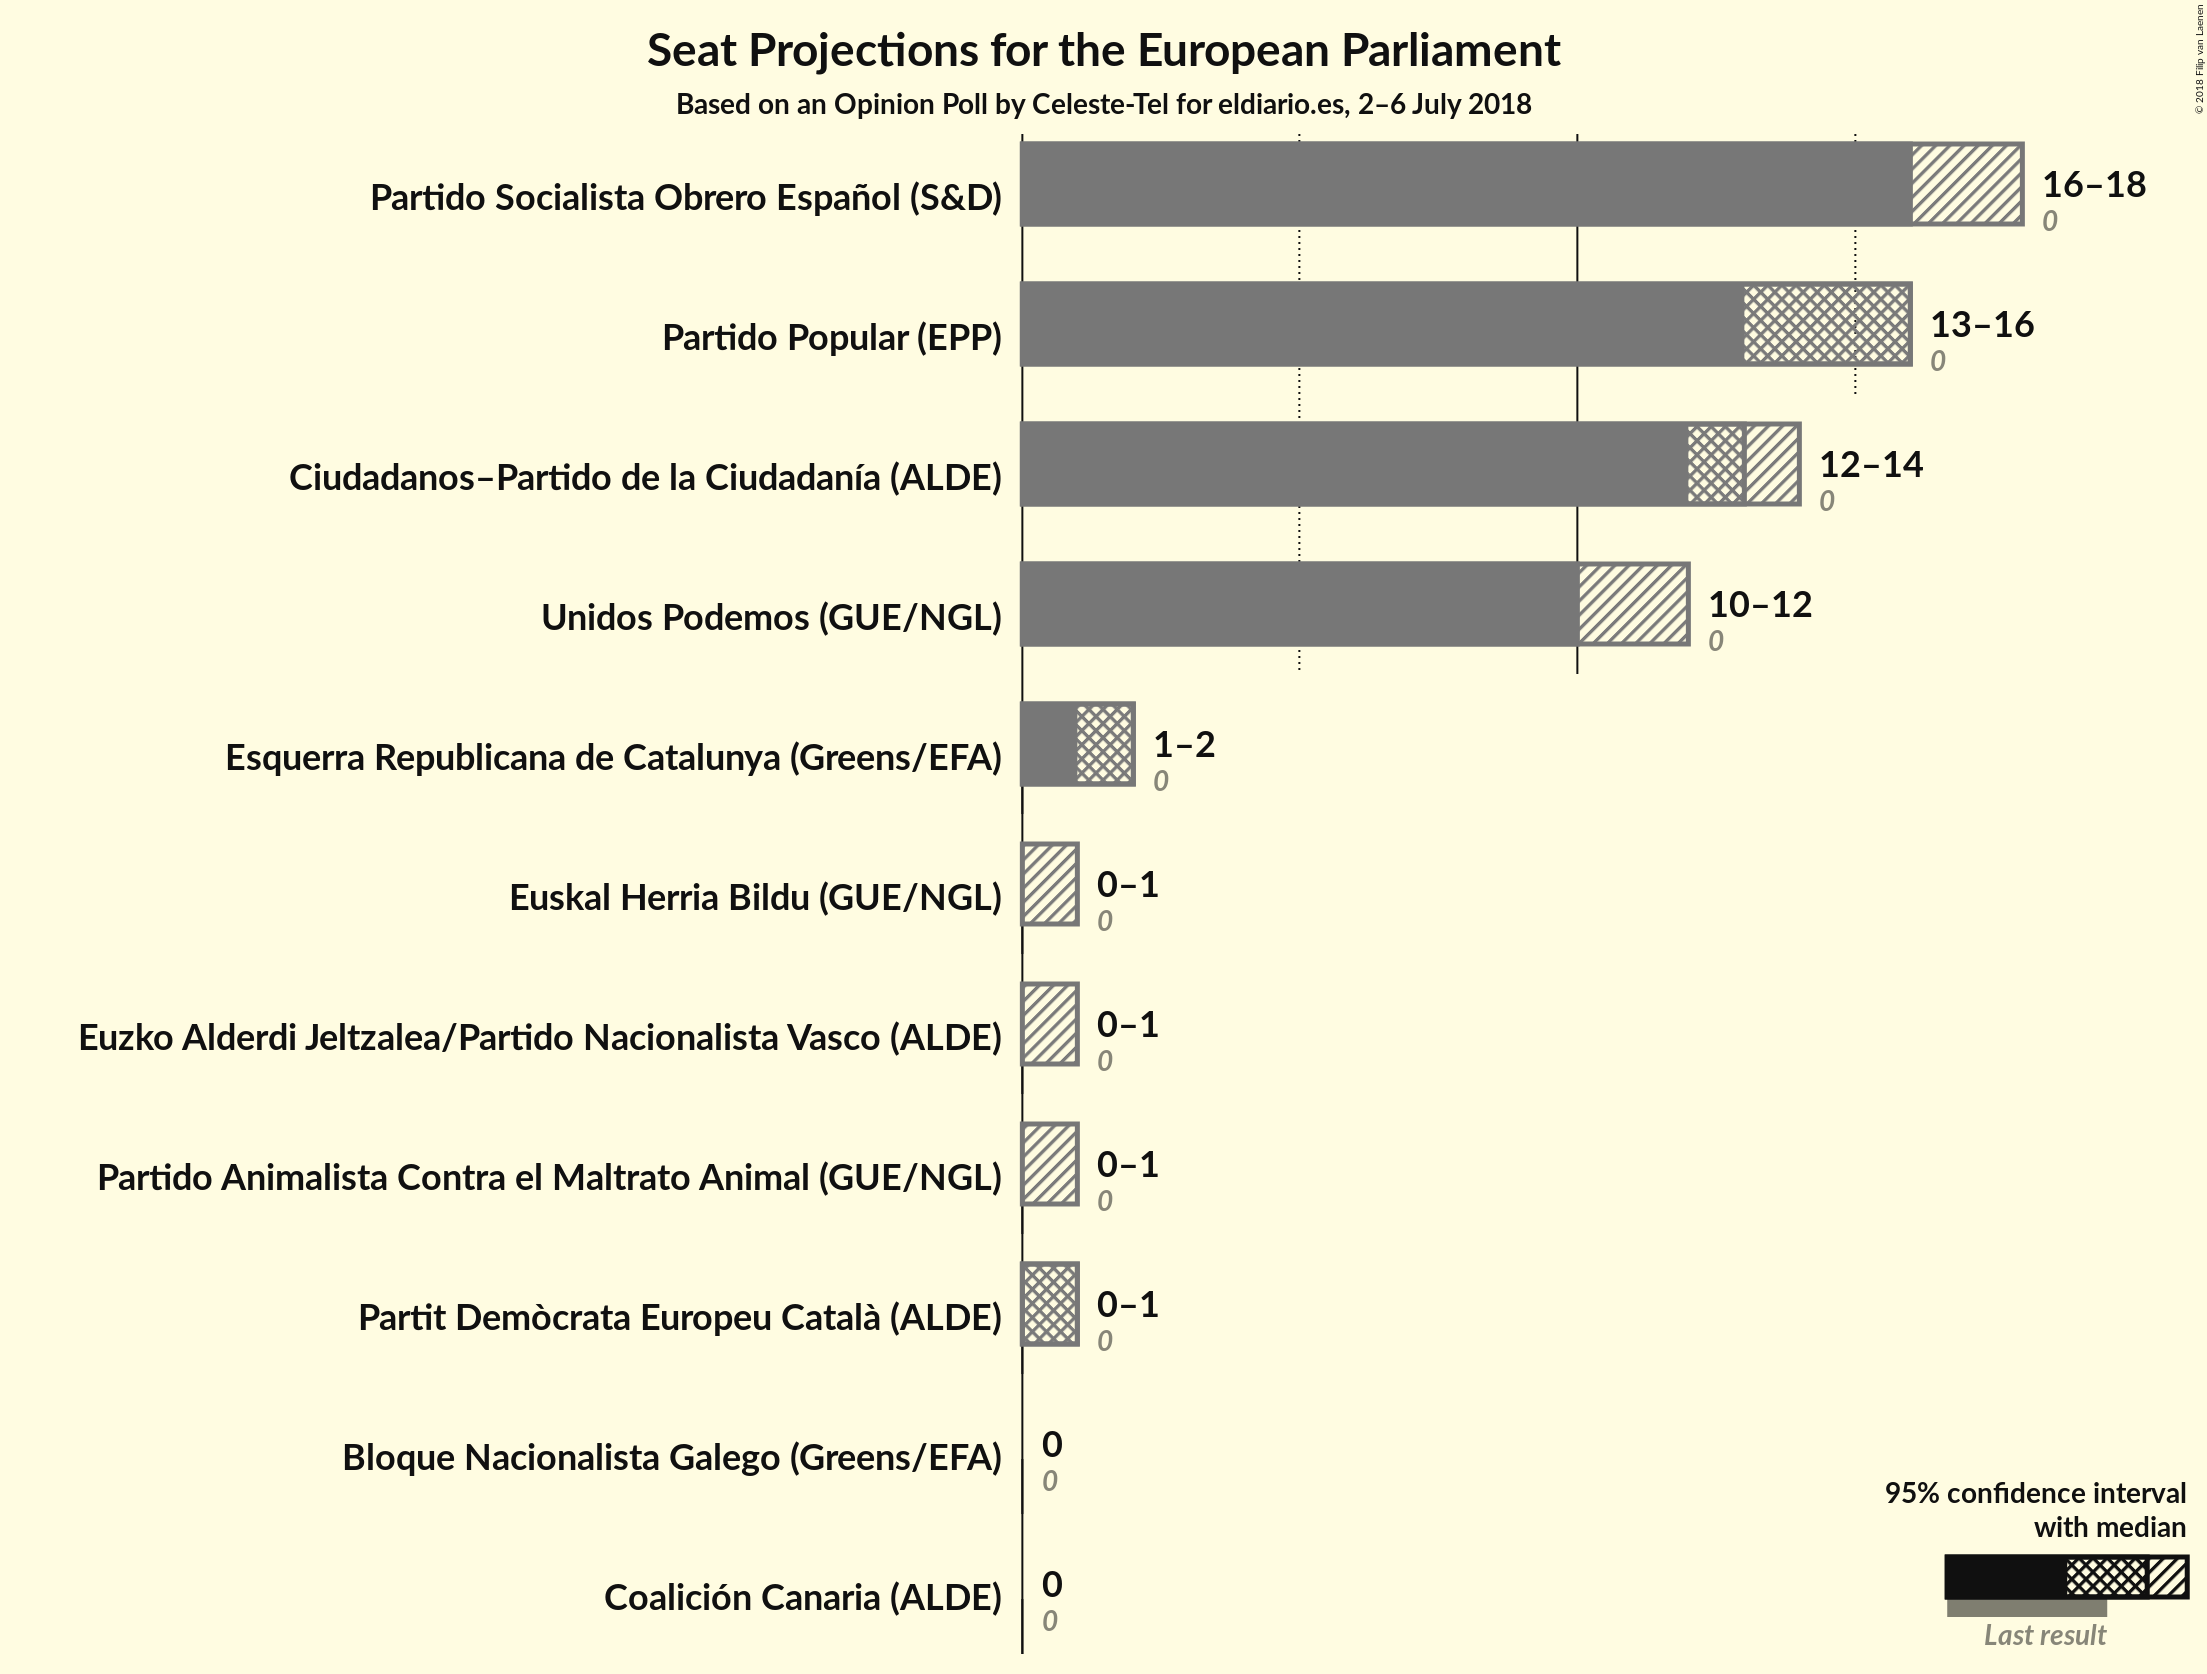 Seat Projections for the European Parliament
Based on an Opinion Poll by Celeste-Tel for eldiario.es, 2–6 July 2018
© 2018 Filip van Laenen
Partido Socialista Obrero Español (S&D)
16–18
0
Partido Popular (EPP)
13–16
0
Ciudadanos–Partido de la Ciudadanía (ALDE)
12–14
0
Unidos Podemos (GUE/NGL)
10–12
0
Esquerra Republicana de Catalunya (Greens/EFA)
1–2
0
Euskal Herria Bildu (GUE/NGL)
0–1
0
Euzko Alderdi Jeltzalea/Partido Nacionalista Vasco (ALDE)
0–1
0
Partido Animalista Contra el Maltrato Animal (GUE/NGL)
0–1
0
Partit Demòcrata Europeu Català (ALDE)
0–1
0
Bloque Nacionalista Galego (Greens/EFA)
0
0
Coalición Canaria (ALDE)
0
0
95% confidence interval
with median
Last result